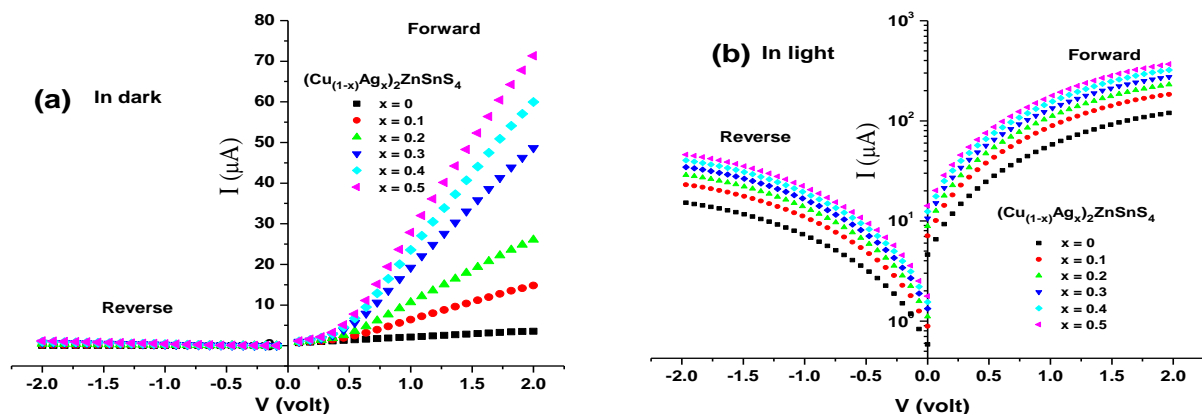 (a)
In dark
Forward
Reverse
(Cu(1-x)Agx)2ZnSnS4
x = 0
x = 0.1
x = 0.2
x = 0.3
x = 0.4
x = 0.5
I (μA)
80
70
60
50
40
30
20
10
0
-2.0 -1.5 -1.0 -0.5 0.0 0.5 1.0 1.5 2.0
V (volt)
(b)
In light
Forward
Reverse
I (μA)
10³
10²
10¹
10⁰
(Cu(1-x)Agx)2ZnSnS4
x = 0
x = 0.1
x = 0.2
x = 0.3
x = 0.4
x = 0.5
-2.0 -1.5 -1.0 -0.5 0.0 0.5 1.0 1.5 2.0
V (volt)